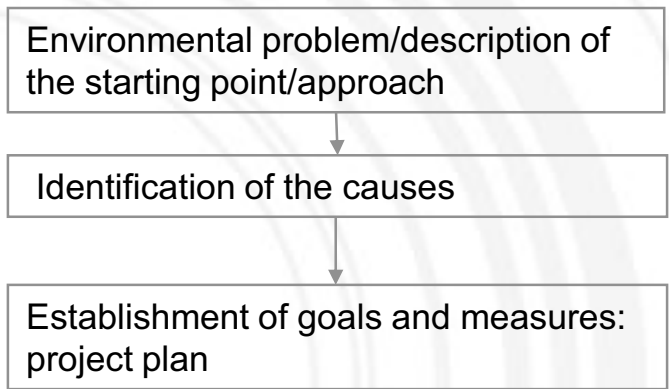 Environmental problem/description of
the starting point/approach
Identification of the causes
Establishment of goals and measures:
project plan